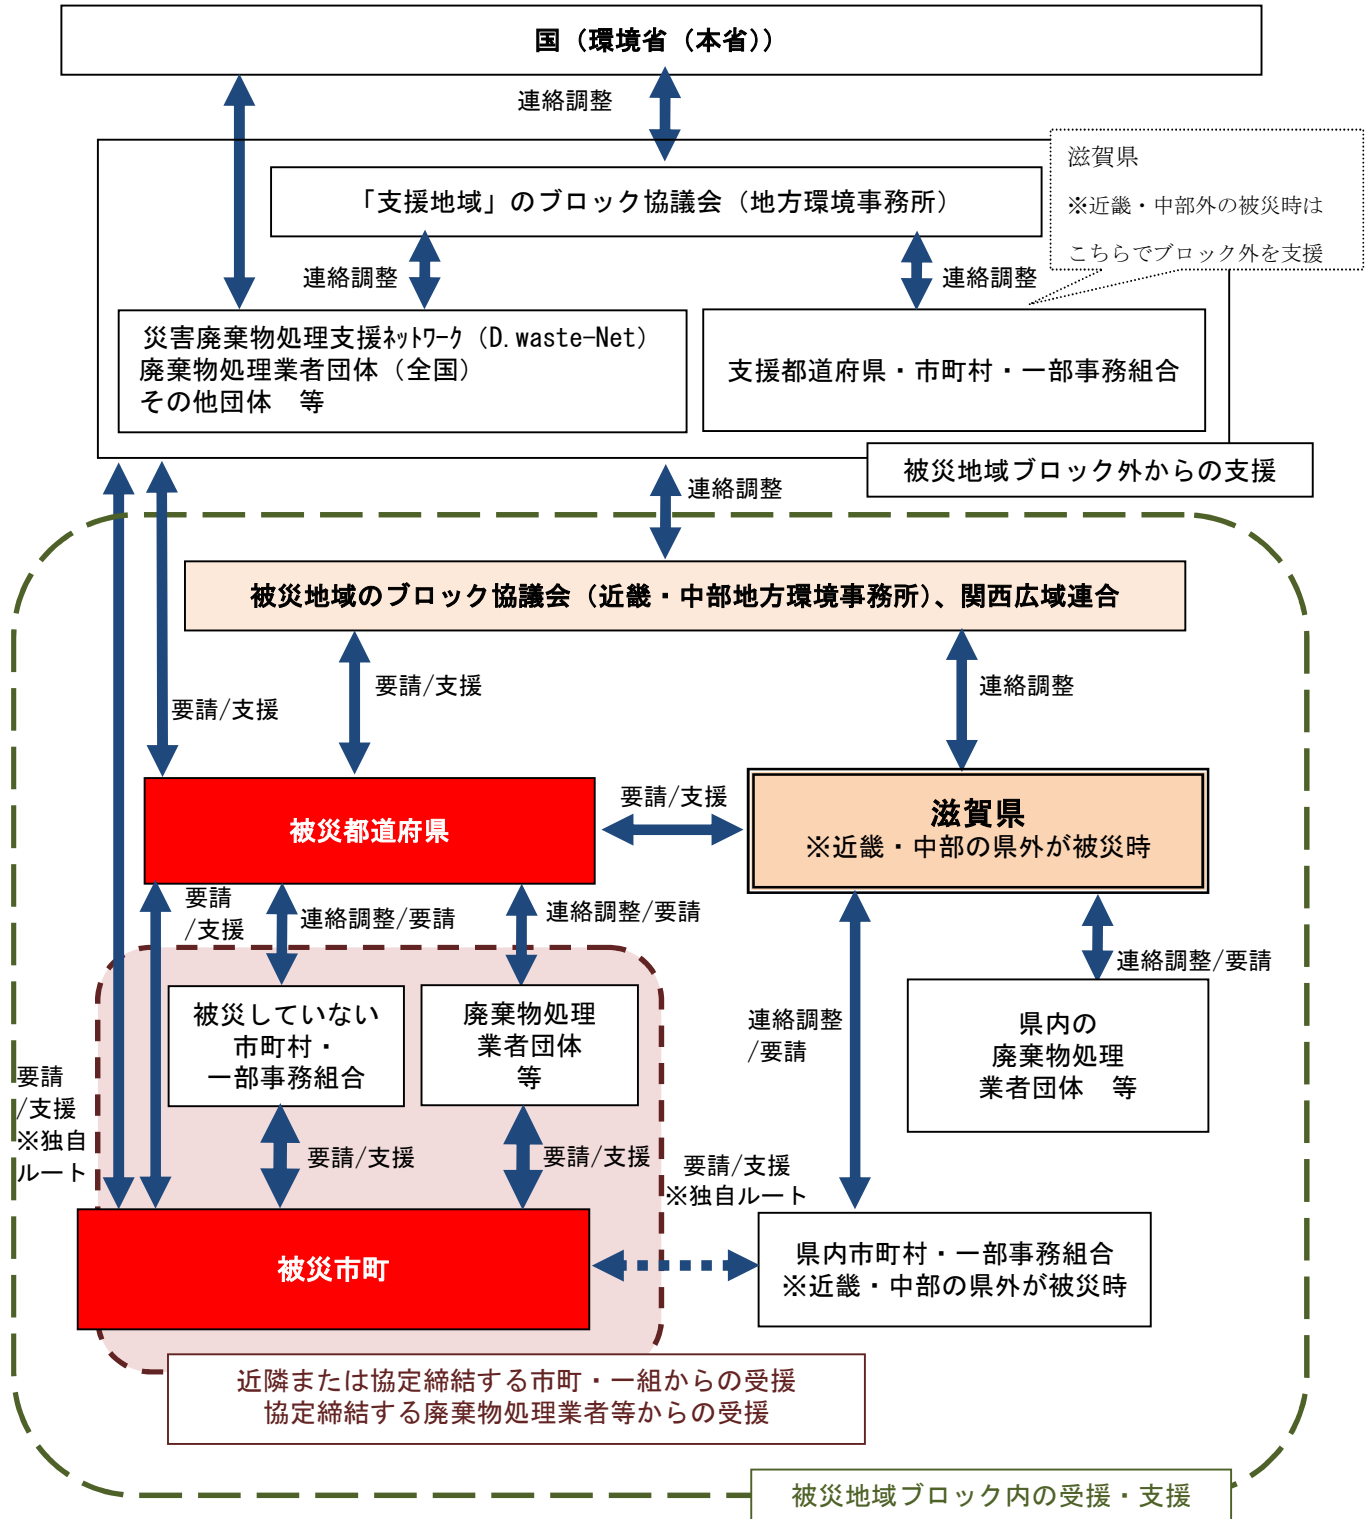 国（環境省（本省））
連絡調整
滋賀県
※近畿・中部外の被災時は
こちらでブロック外を支援
「支援地域」のブロック協議会（地方環境事務所）
連絡調整
連絡調整
災害廃棄物処理支援ﾈｯﾄﾜｰｸ（D.waste-Net）
廃棄物処理業者団体（全国）
その他団体　等
支援都道府県・市町村・一部事務組合
被災地域ブロック外からの支援
連絡調整
被災地域のブロック協議会（近畿・中部地方環境事務所）、関西広域連合
要請/支援
要請/支援
連絡調整
被災都道府県
要請/支援
滋賀県
※近畿・中部の県外が被災時
要請
/支援
連絡調整/要請
連絡調整/要請
連絡調整/要請
被災していない
市町村・
一部事務組合
廃棄物処理
業者団体
等
連絡調整
/要請
県内の
廃棄物処理
業者団体　等
要請
/支援
※独自
ルート
要請/支援
要請/支援
要請/支援
※独自ルート
被災市町
県内市町村・一部事務組合
※近畿・中部の県外が被災時
近隣または協定締結する市町・一組からの受援
協定締結する廃棄物処理業者等からの受援
被災地域ブロック内の受援・支援